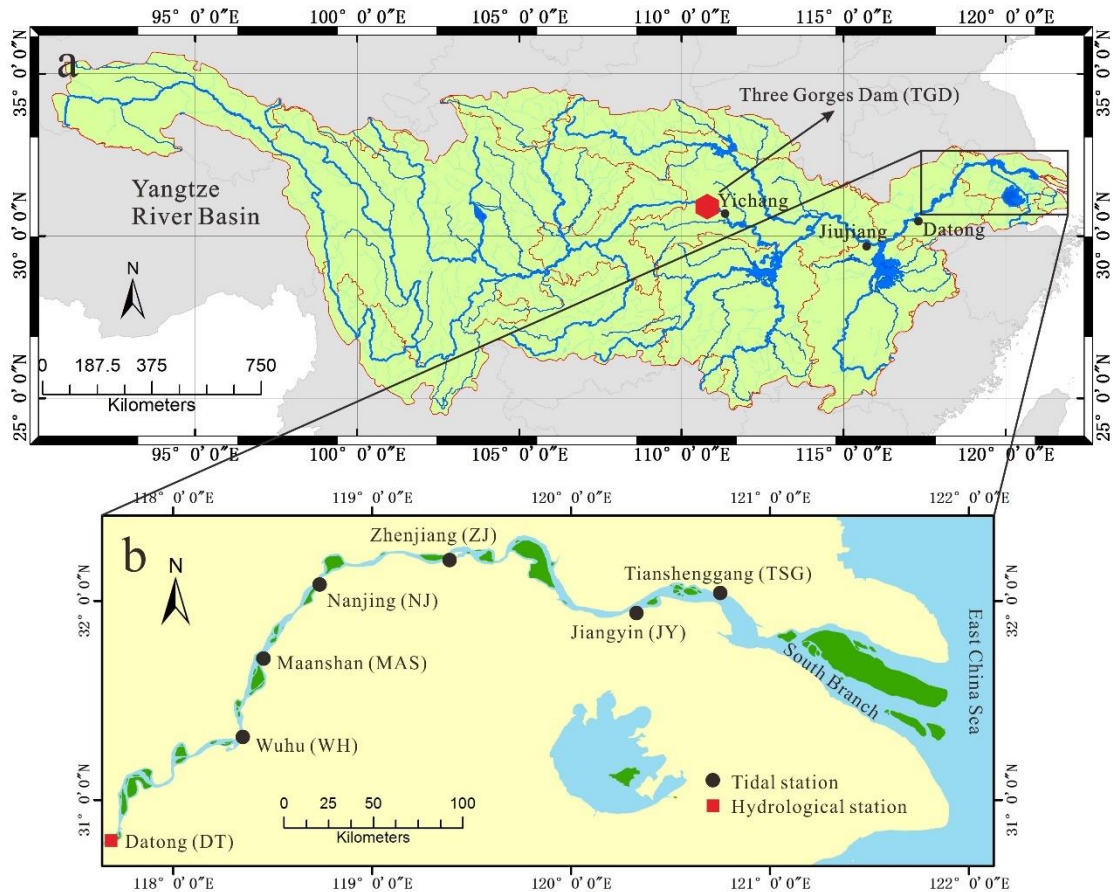 95° 0′0″E 100° 0′0″E 105° 0′0″E 110° 0′0″E 115° 0′0″E 120° 0′0″E
a
35° 0′0″N
35° 0′0″N
Three Gorges Dam (TGD)
Yangtze
River Basin
Yichang
Jiujiang
Datong
30° 0′0″N
30° 0′0″N
N
0 187.5 375 750
Kilometers
25° 0′0″N
25° 0′0″N
95° 0′0″E 100° 0′0″E 105° 0′0″E 110° 0′0″E 115° 0′0″E 120° 0′0″E
118° 0′0″E 119° 0′0″E 120° 0′0″E 121° 0′0″E 122° 0′0″E
b
N
Zhenjiang (ZJ)
Tianshenggang (TSG)
Nanjing (NJ)
32° 0′0″N
32° 0′0″N
Jiangyin (JY)
Maanshan (MAS)
South Branch
East China Sea
Wuhu (WH)
Tidal station
Hydrological station
0 25 50 100
Kilometers
31° 0′0″N
31° 0′0″N
Datong (DT)
118° 0′0″E 119° 0′0″E 120° 0′0″E 121° 0′0″E 122° 0′0″E